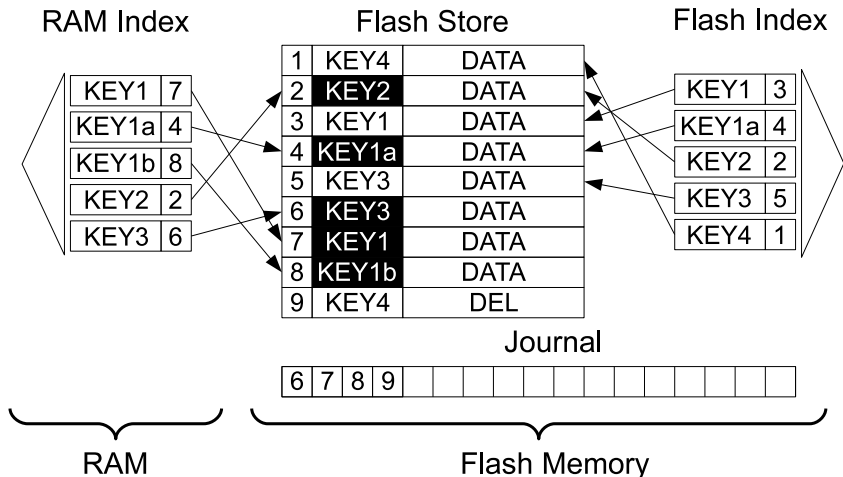 RAM Index
Flash Store
Flash Index
KEY1 7
KEY1a 4
KEY1b 8
KEY2 2
KEY3 6
1 KEY4 DATA
2 KEY2 DATA
3 KEY1 DATA
4 KEY1a DATA
5 KEY3 DATA
6 KEY3 DATA
7 KEY1 DATA
8 KEY1b DATA
9 KEY4 DEL
KEY1 3
KEY1a 4
KEY2 2
KEY3 5
KEY4 1
Journal
6 7 8 9
RAM
Flash Memory